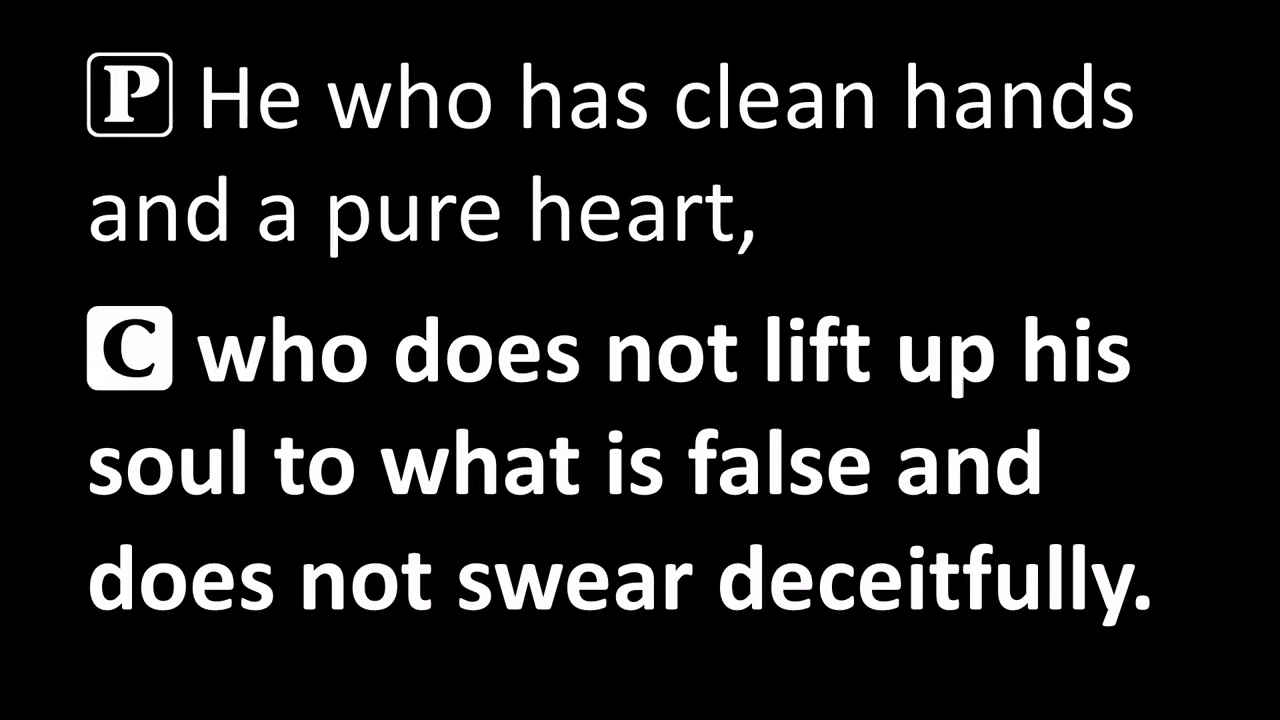 P He who has clean hands
and a pure heart,
C who does not lift up his
soul to what is false and
does not swear deceitfully.